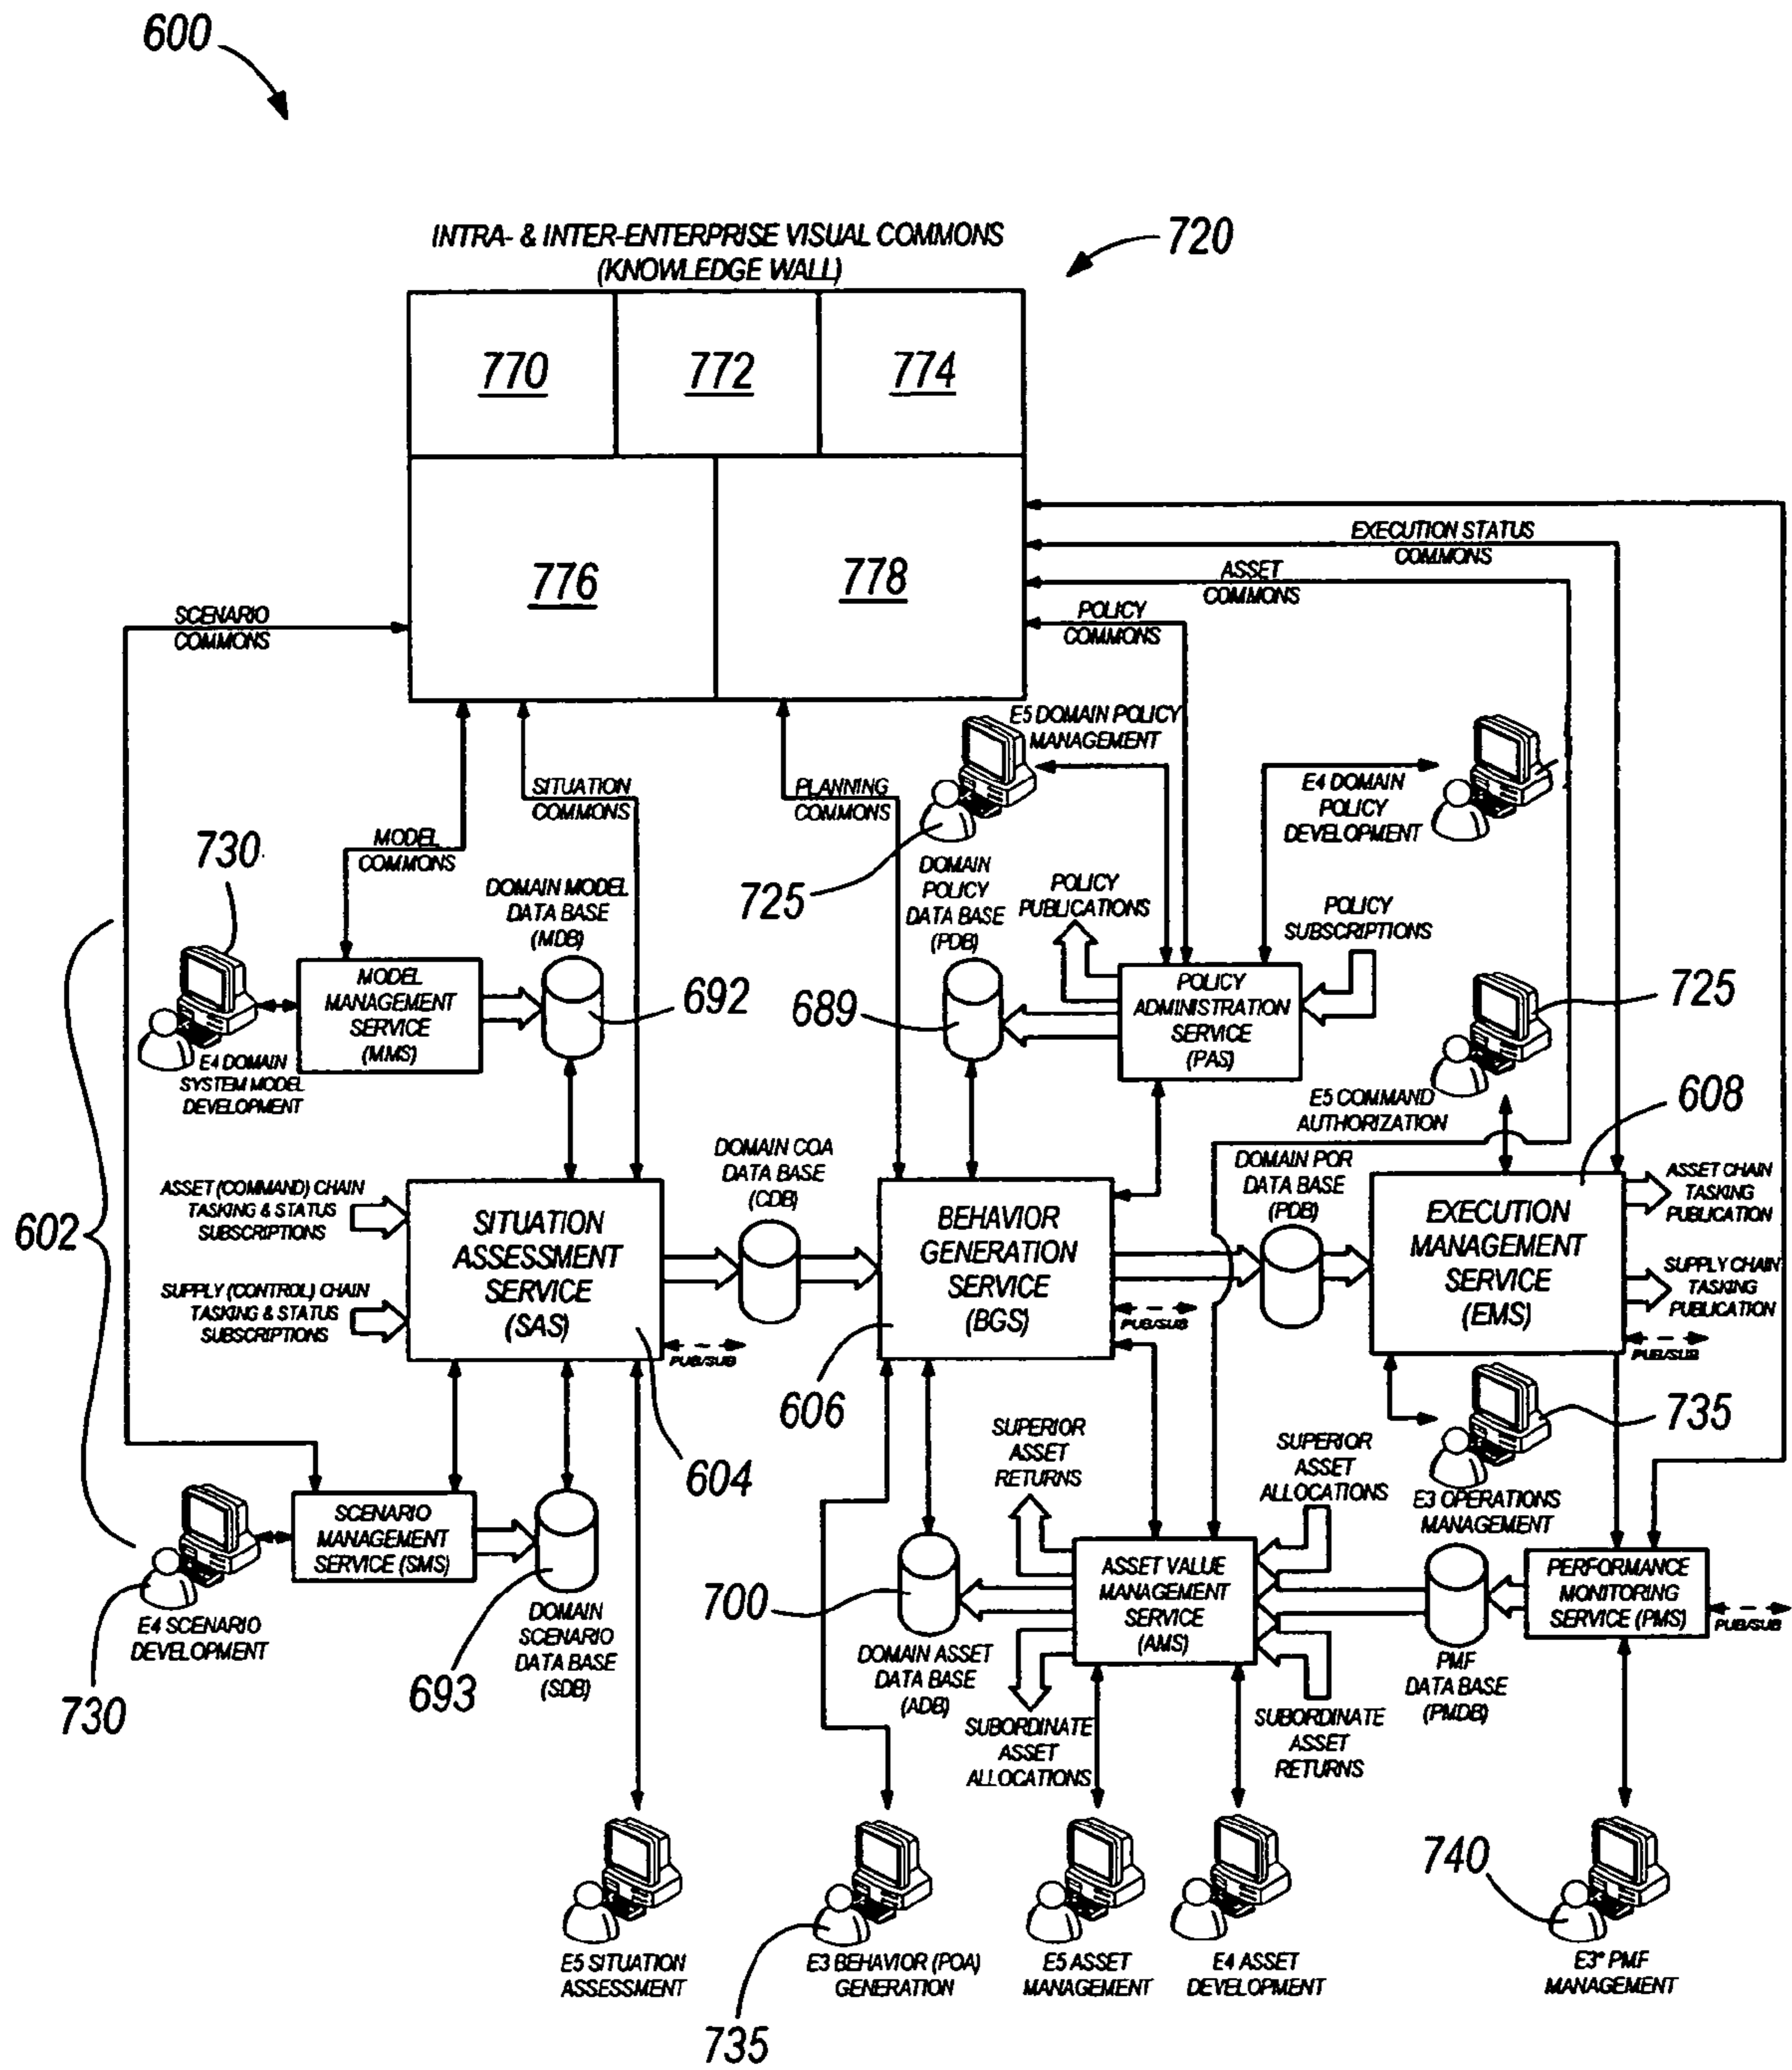 600
INTRA- & INTER-ENTERPRISE VISUAL COMMONS
(KNOWLEDGE WALL)
720
770
772
774
776
778
EXECUTION STATUS
COMMONS
ASSET
COMMONS
POLICY
COMMONS
SCENARIO
COMMONS
SITUATION
COMMONS
PLANNING
COMMONS
MODEL
COMMONS
E5 DOMAIN POLICY
MANAGEMENT
725
E4 DOMAIN
POLICY
DEVELOPMENT
730
DOMAIN MODEL
DATA BASE
(MDB)
DOMAIN
POLICY
DATA BASE
(PDB)
POLICY
PUBLICATIONS
POLICY
SUBSCRIPTIONS
MODEL
MANAGEMENT
SERVICE
(MMS)
692
689
POLICY
ADMINISTRATION
SERVICE
(PAS)
725
E4 DOMAIN
SYSTEM MODEL
DEVELOPMENT
E5 COMMAND
AUTHORIZATION
608
602
ASSET (COMMAND) CHAIN
TASKING & STATUS
SUBSCRIPTIONS
SUPPLY (CONTROL) CHAIN
TASKING & STATUS
SUBSCRIPTIONS
SITUATION
ASSESSMENT
SERVICE
(SAS)
PUB/SUB
604
DOMAIN COA
DATA BASE
(CDB)
BEHAVIOR
GENERATION
SERVICE
(BGS)
PUB/SUB
606
DOMAIN POR
DATA BASE
(PDB)
EXECUTION
MANAGEMENT
SERVICE
(EMS)
PUB/SUB
ASSET CHAIN
TASKING
PUBLICATION
SUPPLY CHAIN
TASKING
PUBLICATION
735
E3 OPERATIONS
MANAGEMENT
SUPERIOR
ASSET
RETURNS
SUPERIOR
ASSET
ALLOCATIONS
SCENARIO
MANAGEMENT
SERVICE (SMS)
E4 SCENARIO
DEVELOPMENT
730
693
DOMAIN
SCENARIO
DATA BASE
(SDB)
700
DOMAIN ASSET
DATA BASE
(ADB)
ASSET VALUE
MANAGEMENT
SERVICE
(AMS)
PERFORMANCE
MONITORING
SERVICE (PMS)
PUB/SUB
PMF
DATA BASE
(PMDB)
SUBORDINATE
ASSET
ALLOCATIONS
SUBORDINATE
ASSET
RETURNS
740
E5 SITUATION
ASSESSMENT
E3 BEHAVIOR (POA)
GENERATION
735
E5 ASSET
MANAGEMENT
E4 ASSET
DEVELOPMENT
E3* PMF
MANAGEMENT